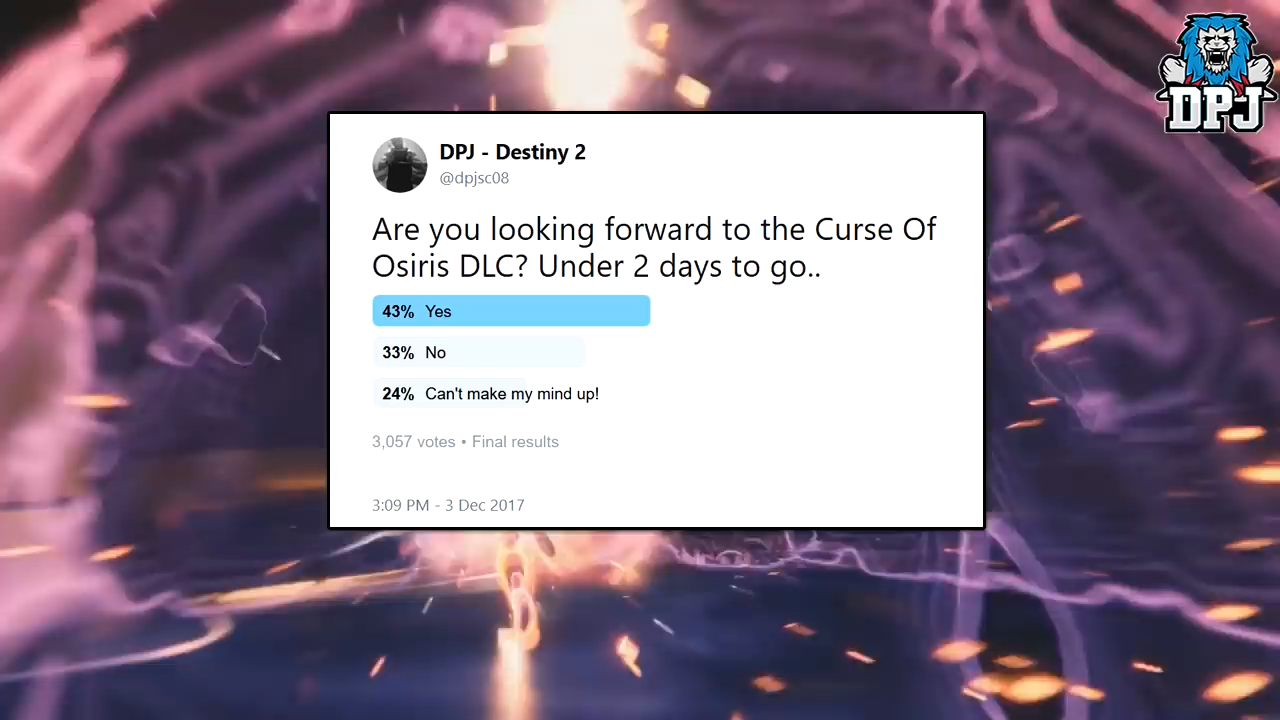 DPJ
DPJ - Destiny 2
@dpjsc08
Are you looking forward to the Curse Of
Osiris DLC? Under 2 days to go..
43% Yes
33% No
24% Can't make my mind up!
3,057 votes • Final results
3:09 PM - 3 Dec 2017